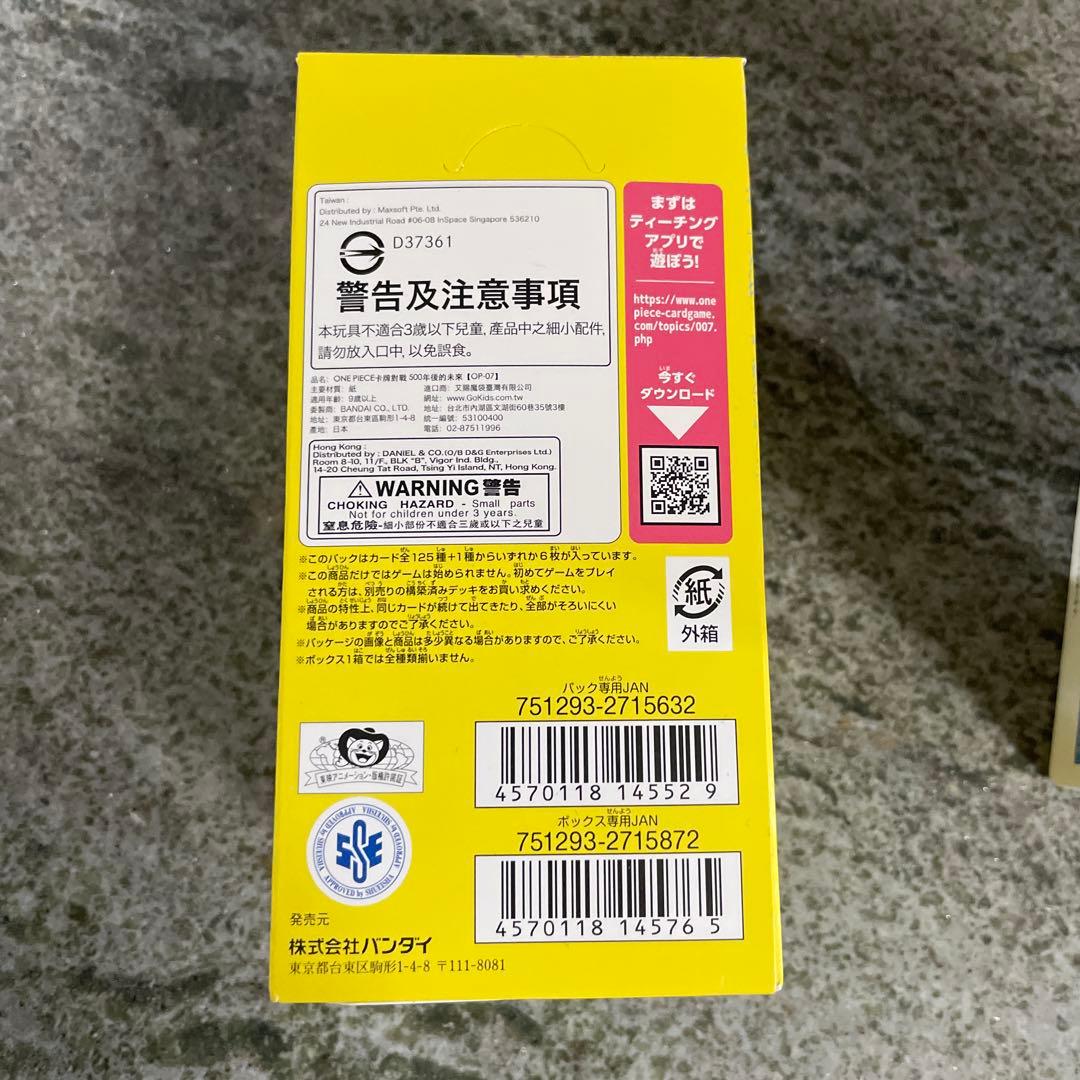 Taiwan :
Distributed by : Maxsoft Pte. Ltd.
24 New Industrial Road #06-08 InSpace Singapore 536210
D37361
警告及注意事項
本玩具不適合3歲以下兒童, 產品中之細小配件,
請勿放入口中, 以免誤食。
品名: ONE PIECE卡牌對戰 500年後的未來【OP-07】
主要材質: 紙
適用年齡: 9歲以上
委製商: BANDAI CO., LTD.
地址: 東京都台東區駒形1-4-8
產地: 日本
進口商: 艾賜魔袋臺灣有限公司
網址: www.GoKids.com.tw
地址: 台北市內湖區文湖街60巷35號3樓
統一編號: 53100400
電話: 02-87511996
Hong Kong :
Distributed by : DANIEL & CO.(O/B D&G Enterprises Ltd.)
Room 8-10, 11/F., BLK “B”, Vigor Ind. Bldg.,
14-20 Cheung Tat Road, Tsing Yi Island, NT, Hong Kong.
WARNING 警告
CHOKING HAZARD - Small parts
Not for children under 3 years.
窒息危險-細小部份不適合三歲或以下之兒童
まずは
ティーチング
アプリで
遊ぼう!
https://www.one
piece-cardgame.
com/topics/007.
php
今すぐ
ダウンロード
※このパックはカード全125種+1種からいずれか6枚が入っています。
※この商品だけではゲームは始められません。初めてゲームをプレイ
される方は、別売りの構築済みデッキをお買い求めください。
※商品の特性上、同じカードが続けて出てきたり、全部がそろいにくい
場合がありますのでご了承ください。
※パッケージの画像と商品は多少異なる場合がありますので、ご了承ください。
※ボックス1箱では全種類揃いません。
紙
外箱
パック専用JAN
751293-2715632
4570118 14552 9
ボックス専用JAN
751293-2715872
4570118 14576 5
東映アニメーション・版権許諾証
APPROVED by SHUEISHA
SSE
発売元
株式会社バンダイ
東京都台東区駒形1-4-8 〒111-8081